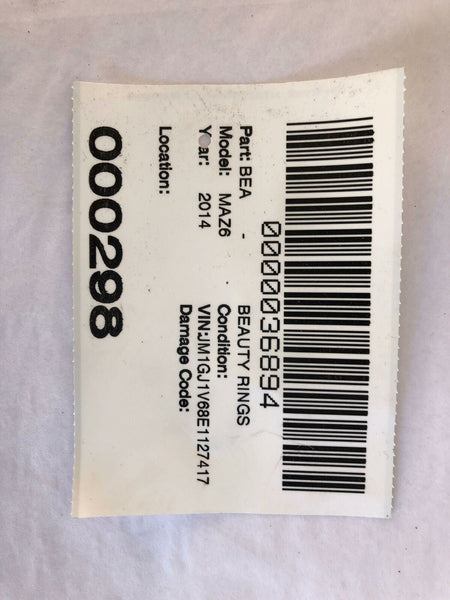 0000036894
Part: BEA - BEAUTY RINGS
Model: MAZ6 Condition:
Year: 2014 VIN:JM1GJ1V68E1127417
Damage Code:
Location:
000298